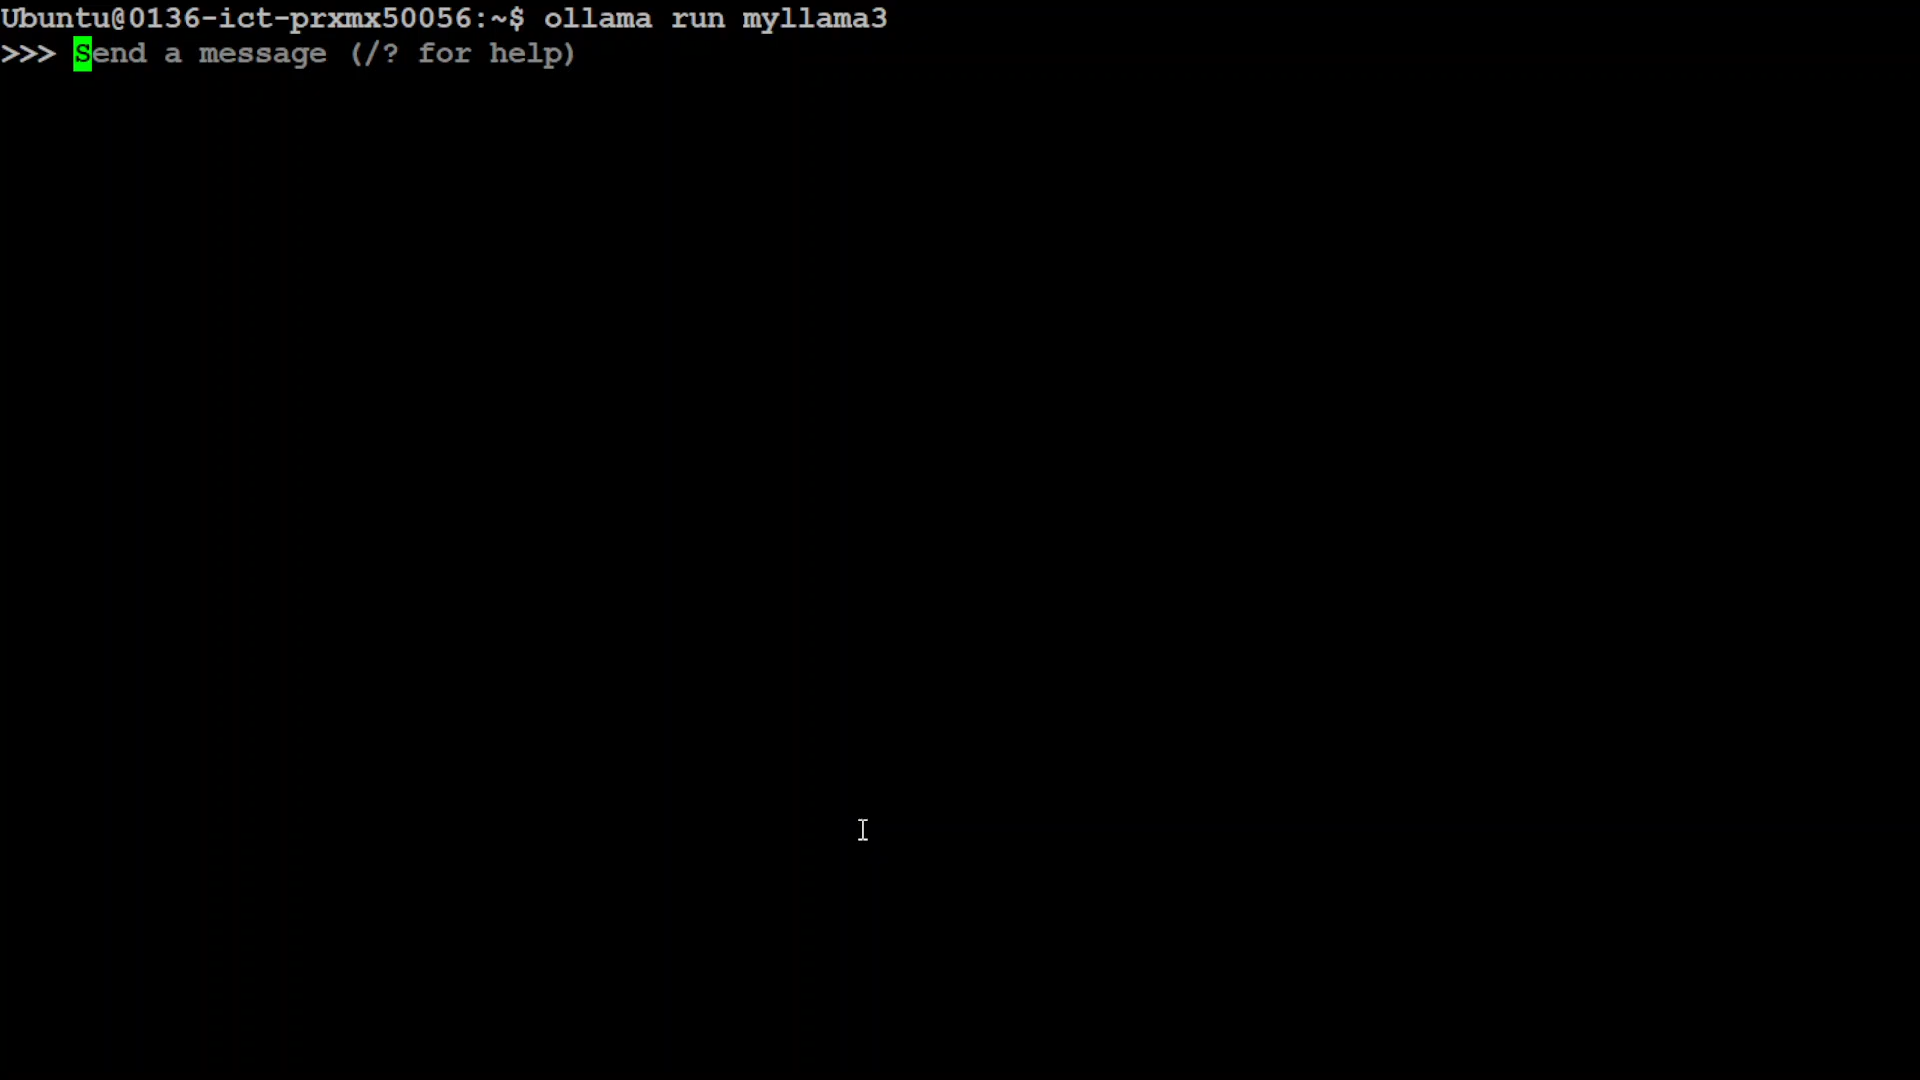 Ubuntu@0136-ict-prxmx50056:~$ ollama run myllama3
>>> Send a message (/? for help)